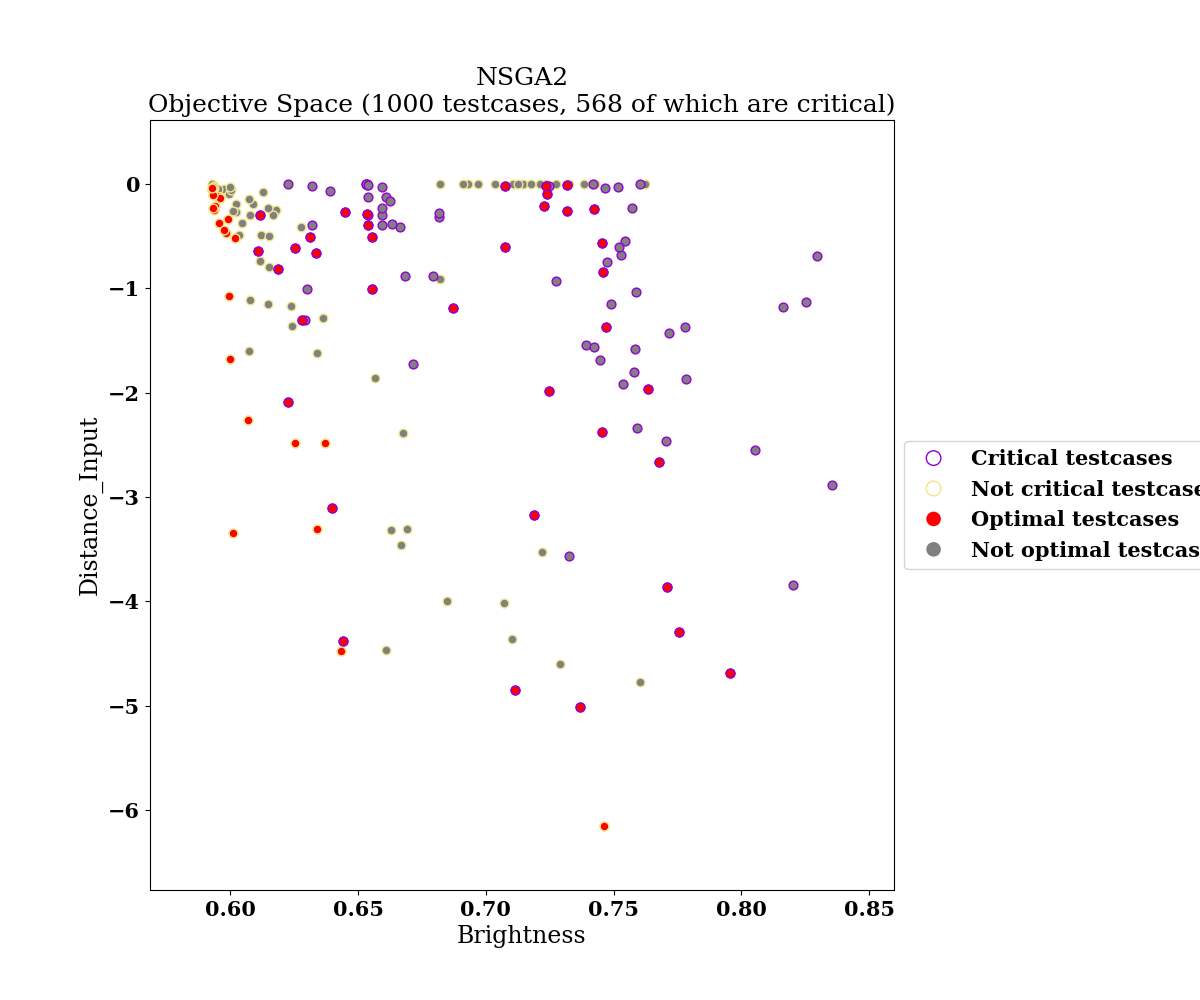 NSGA2
Objective Space (1000 testcases, 568 of which are critical)
0
−1
−2
−3
−4
−5
−6
Distance_Input
0.60 0.65 0.70 0.75 0.80 0.85
Brightness
Critical testcases
Not critical testcase
Optimal testcases
Not optimal testcas